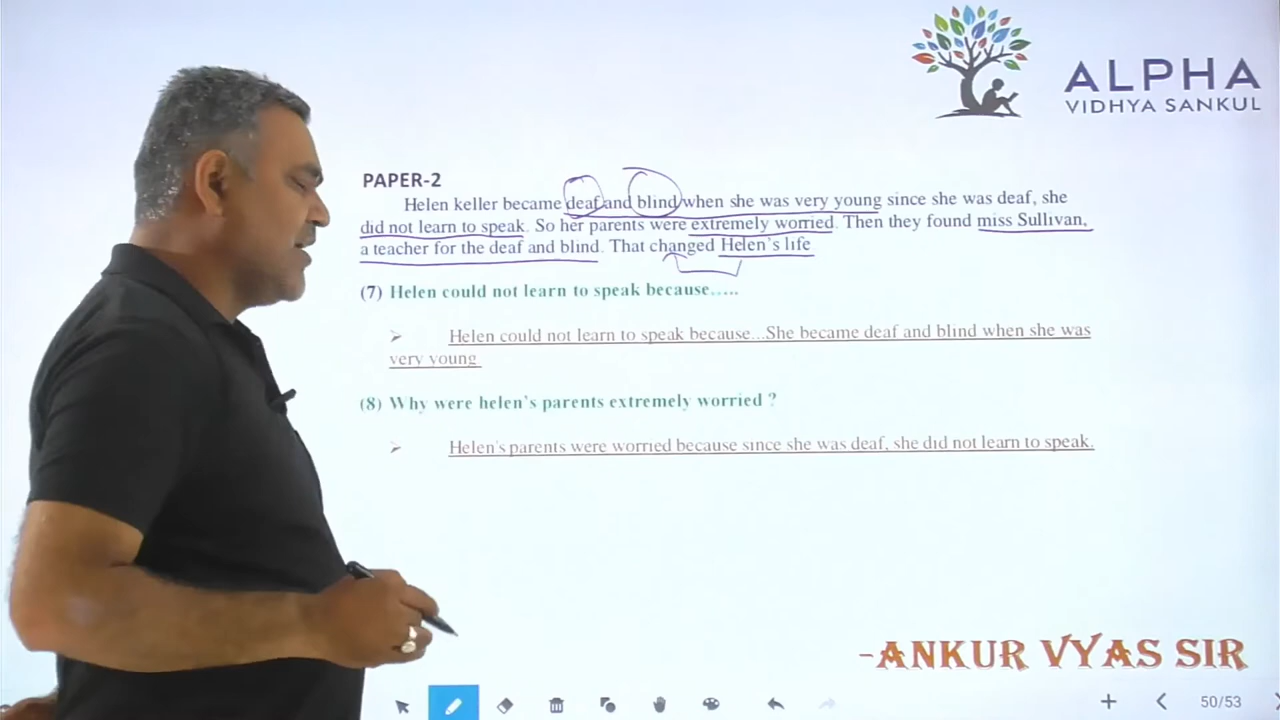 ALPHA
VIDHYA SANKUL
PAPER-2
Helen keller became deaf and blind when she was very young since she was deaf, she
did not learn to speak. So her parents were extremely worried. Then they found miss Sullivan,
a teacher for the deaf and blind. That changed Helen's life
(7) Helen could not learn to speak because.....
➢ Helen could not learn to speak because...She became deaf and blind when she was
very young
(8) Why were helen's parents extremely worried ?
➢ Helen's parents were worried because since she was deaf, she did not learn to speak.
-ANKUR VYAS SIR
50/53